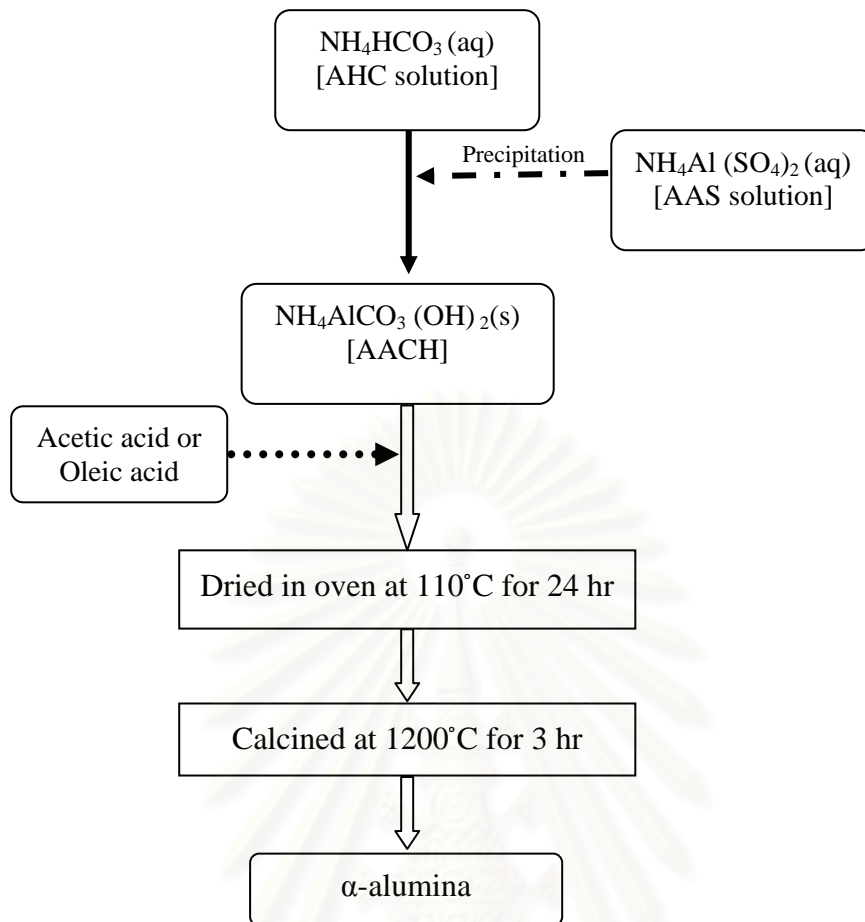 NH₄HCO₃ (aq)
[AHC solution]
Precipitation
NH₄Al (SO₄)₂ (aq)
[AAS solution]
NH₄AlCO₃ (OH) ₂(s)
[AACH]
Acetic acid or
Oleic acid
Dried in oven at 110˚C for 24 hr
Calcined at 1200˚C for 3 hr
α-alumina